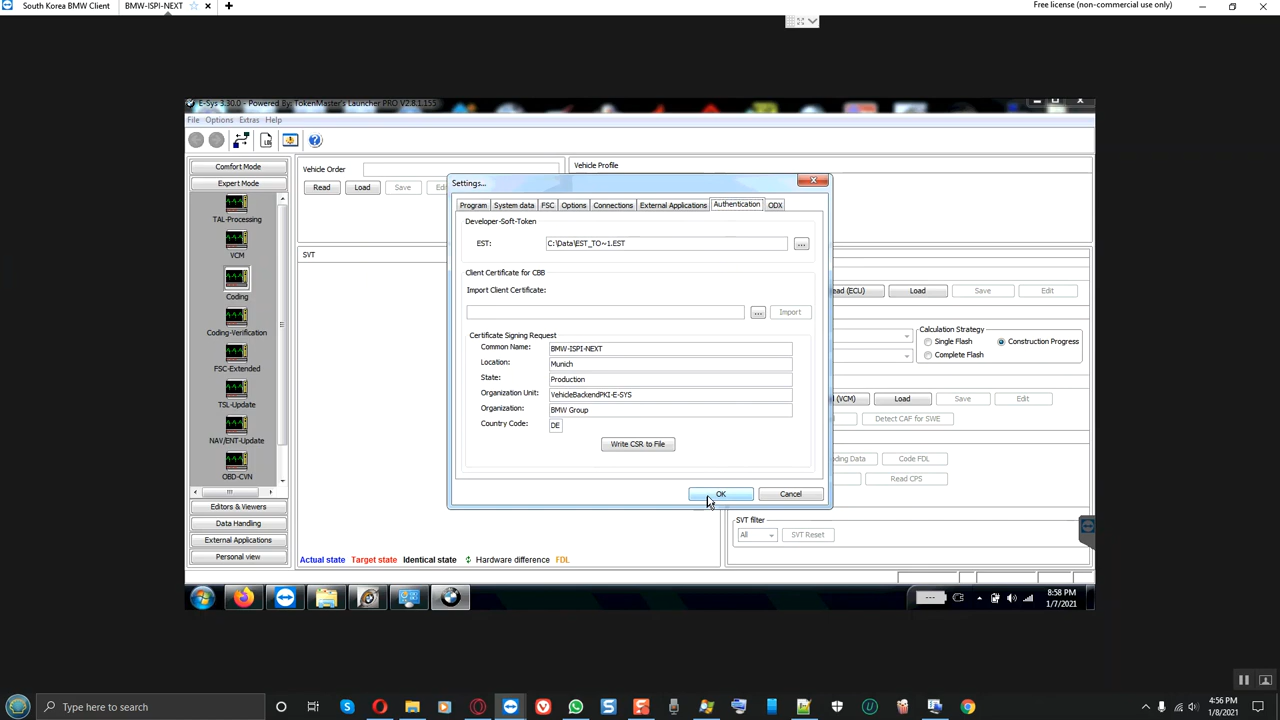 South Korea BMW Client
BMW-ISPI-NEXT
Free license (non-commercial use only)
E-Sys 3.30.0 - Powered By: TokenMaster's Launcher PRO V2.8.1.155
File Options Extras Help
Comfort Mode
Expert Mode
TAL-Processing
VCM
Coding
Coding-Verification
FSC-Extended
TSL-Update
NAV/ENT-Update
OBD-CVN
Editors & Viewers
Data Handling
External Applications
Personal view
Vehicle Order
Read Load Save
Vehicle Profile
SVT
Settings...
Program System data FSC Options Connections External Applications Authentication ODX
Developer-Soft-Token
EST: C:\Data\EST_TO~1.EST ...
Client Certificate for CBB
Import Client Certificate:
... Import
Certificate Signing Request
Common Name: BMW-ISPI-NEXT
Location: Munich
State: Production
Organization Unit: VehicleBackendPKI-E-SYS
Organization: BMW Group
Country Code: DE
Write CSR to File
OK Cancel
(ECU) Load Save Edit
Calculation Strategy
Single Flash Construction Progress
Complete Flash
(VCM) Load Save Edit
Detect CAF for SWE
Data Code FDL
Read CPS
SVT filter
All SVT Reset
Actual state Target state Identical state Hardware difference FDL
8:58 PM
1/7/2021
Type here to search
4:56 PM
1/8/2021